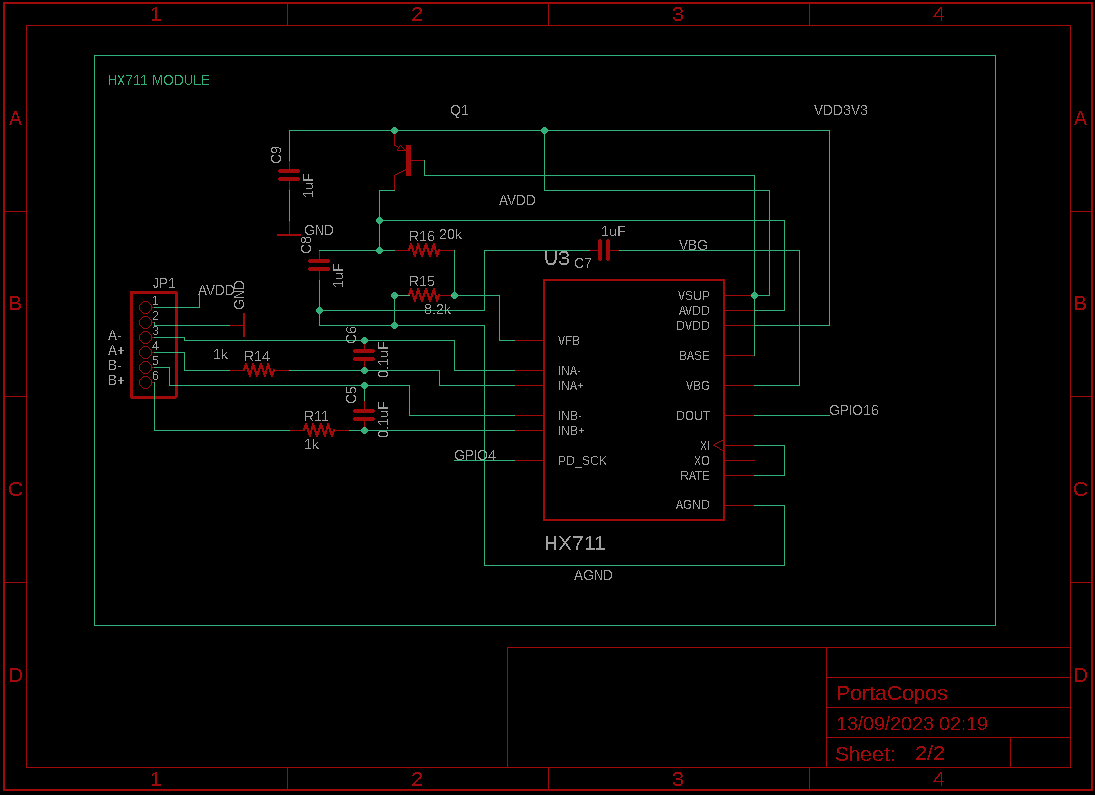 1 2 3 4
HX711 MODULE
Q1
VDD3V3
A
A
C9
1uF
AVDD
GND
R16 20k
1uF
VBG
C8
1uF
U3 C7
JP1
AVDD
GND
R15
8.2k
B
B
1
2
3
4
5
6
A-
A+
B-
B+
C6
0.1uF
1k R14
C5
0.1uF
R11
1k
GPIO4
VSUP
AVDD
DVDD
VFB
BASE
INA-
INA+
VBG
INB-
DOUT
GPIO16
INB+
XI
PD_SCK
XO
RATE
AGND
C
C
HX711
AGND
D
D
PortaCopos
13/09/2023 02:19
Sheet: 2/2
1 2 3 4